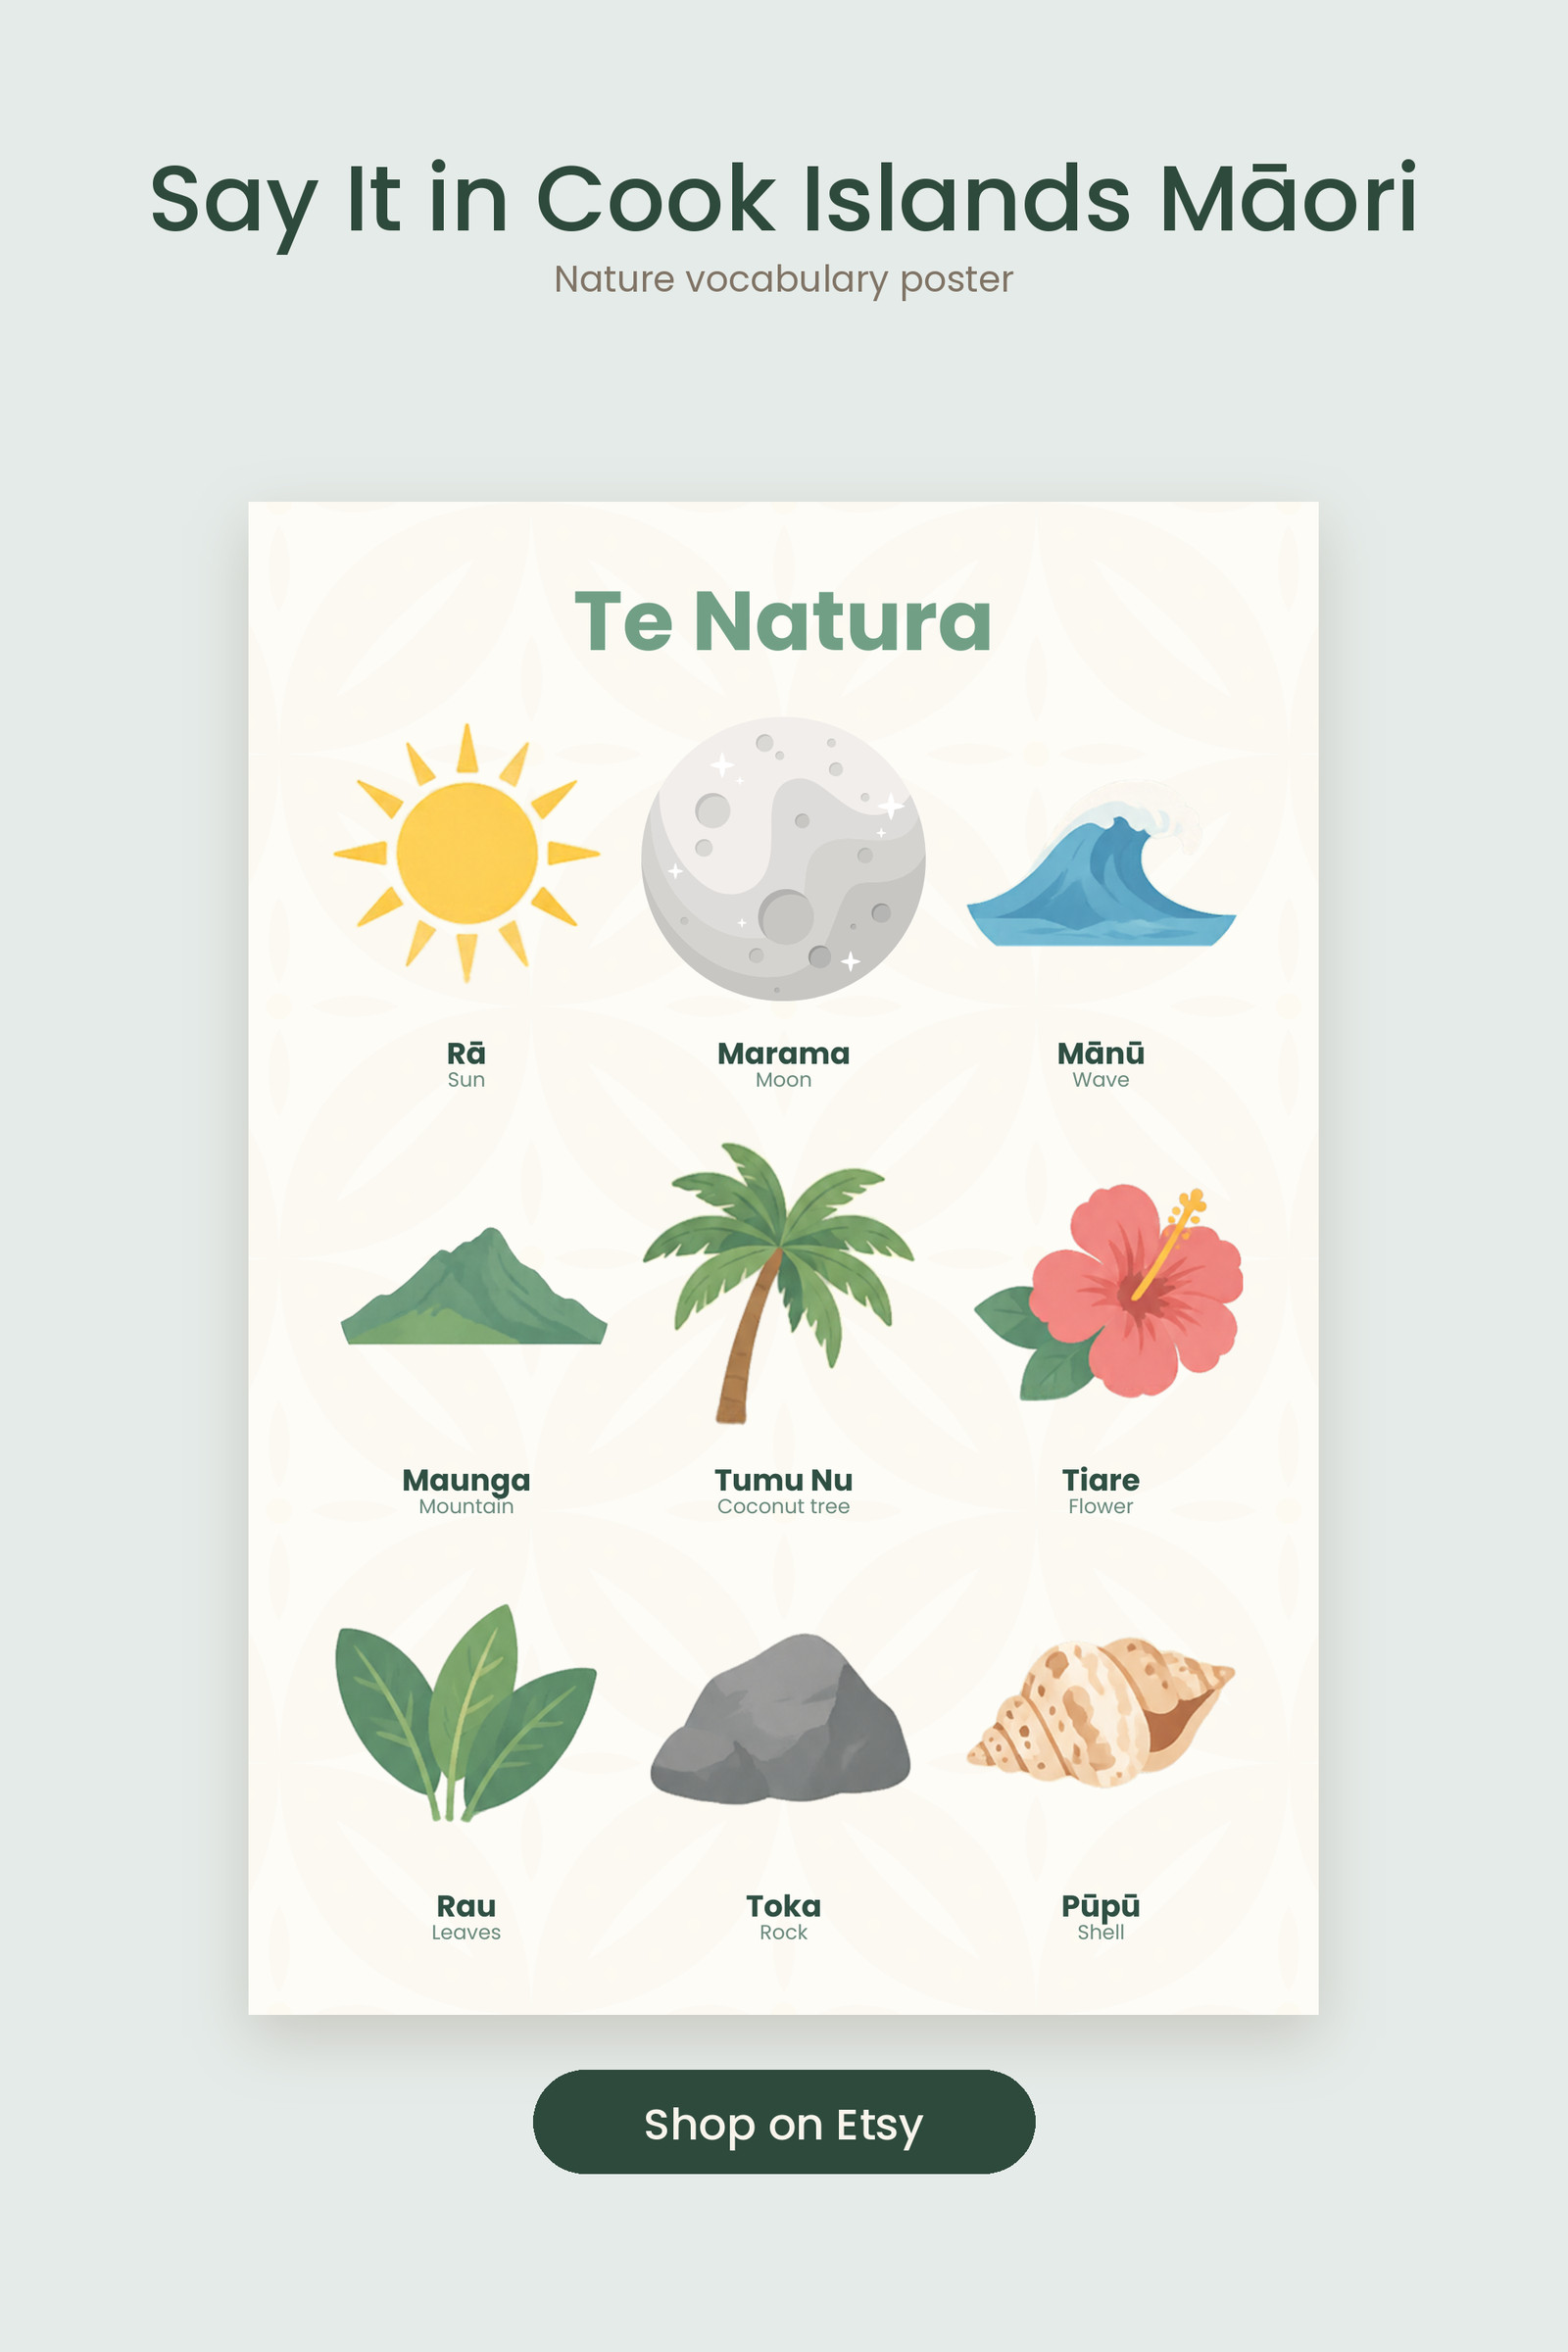 Say It in Cook Islands Māori
Nature vocabulary poster
Te Natura
Rā
Sun
Marama
Moon
Mānū
Wave
Maunga
Mountain
Tumu Nu
Coconut tree
Tiare
Flower
Rau
Leaves
Toka
Rock
Pūpū
Shell
Shop on Etsy